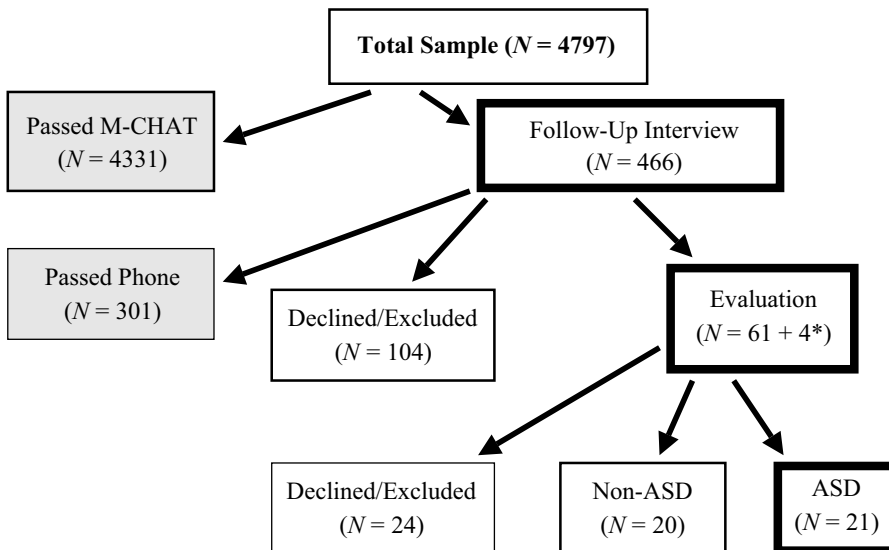 Total Sample (N = 4797)
Passed M-CHAT
(N = 4331)
Follow-Up Interview
(N = 466)
Passed Phone
(N = 301)
Declined/Excluded
(N = 104)
Evaluation
(N = 61 + 4*)
Declined/Excluded
(N = 24)
Non-ASD
(N = 20)
ASD
(N = 21)